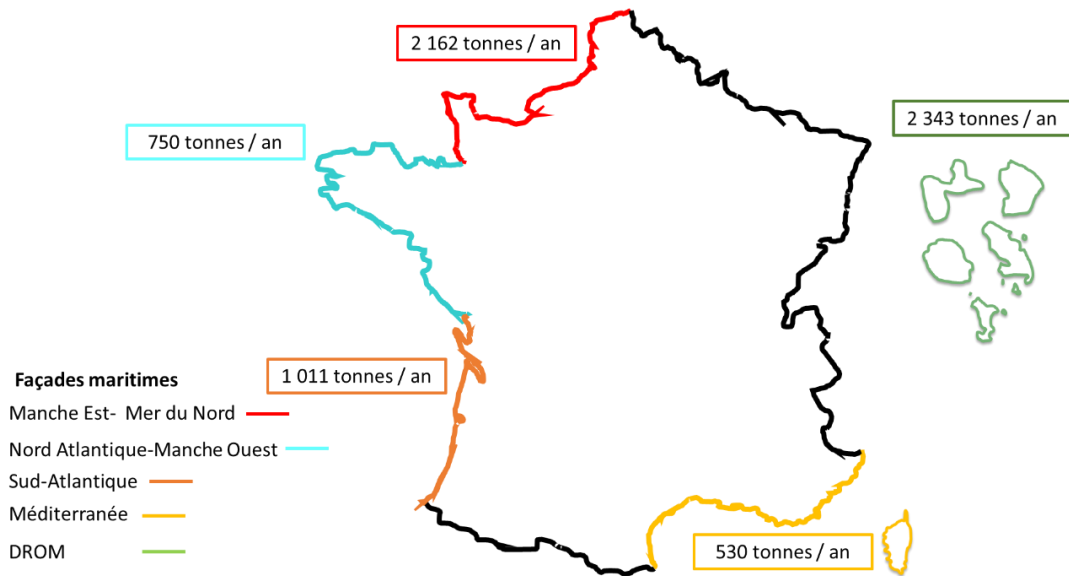 2 162 tonnes / an
750 tonnes / an
2 343 tonnes / an
1 011 tonnes / an
Façades maritimes
Manche Est- Mer du Nord
Nord Atlantique-Manche Ouest
Sud-Atlantique
Méditerranée
DROM
530 tonnes / an